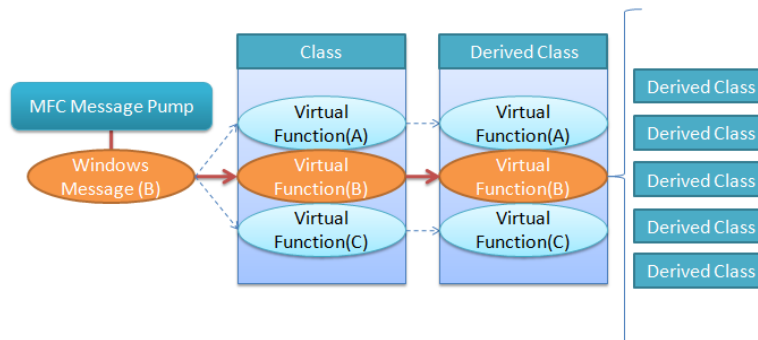 MFC Message Pump
Windows
Message (B)
Class
Virtual
Function(A)
Virtual
Function(B)
Virtual
Function(C)
Derived Class
Virtual
Function(A)
Virtual
Function(B)
Virtual
Function(C)
Derived Class
Derived Class
Derived Class
Derived Class
Derived Class